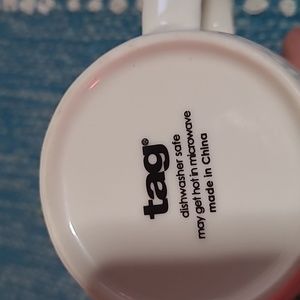 tag®
dishwasher safe
may get hot in microwave
made in China